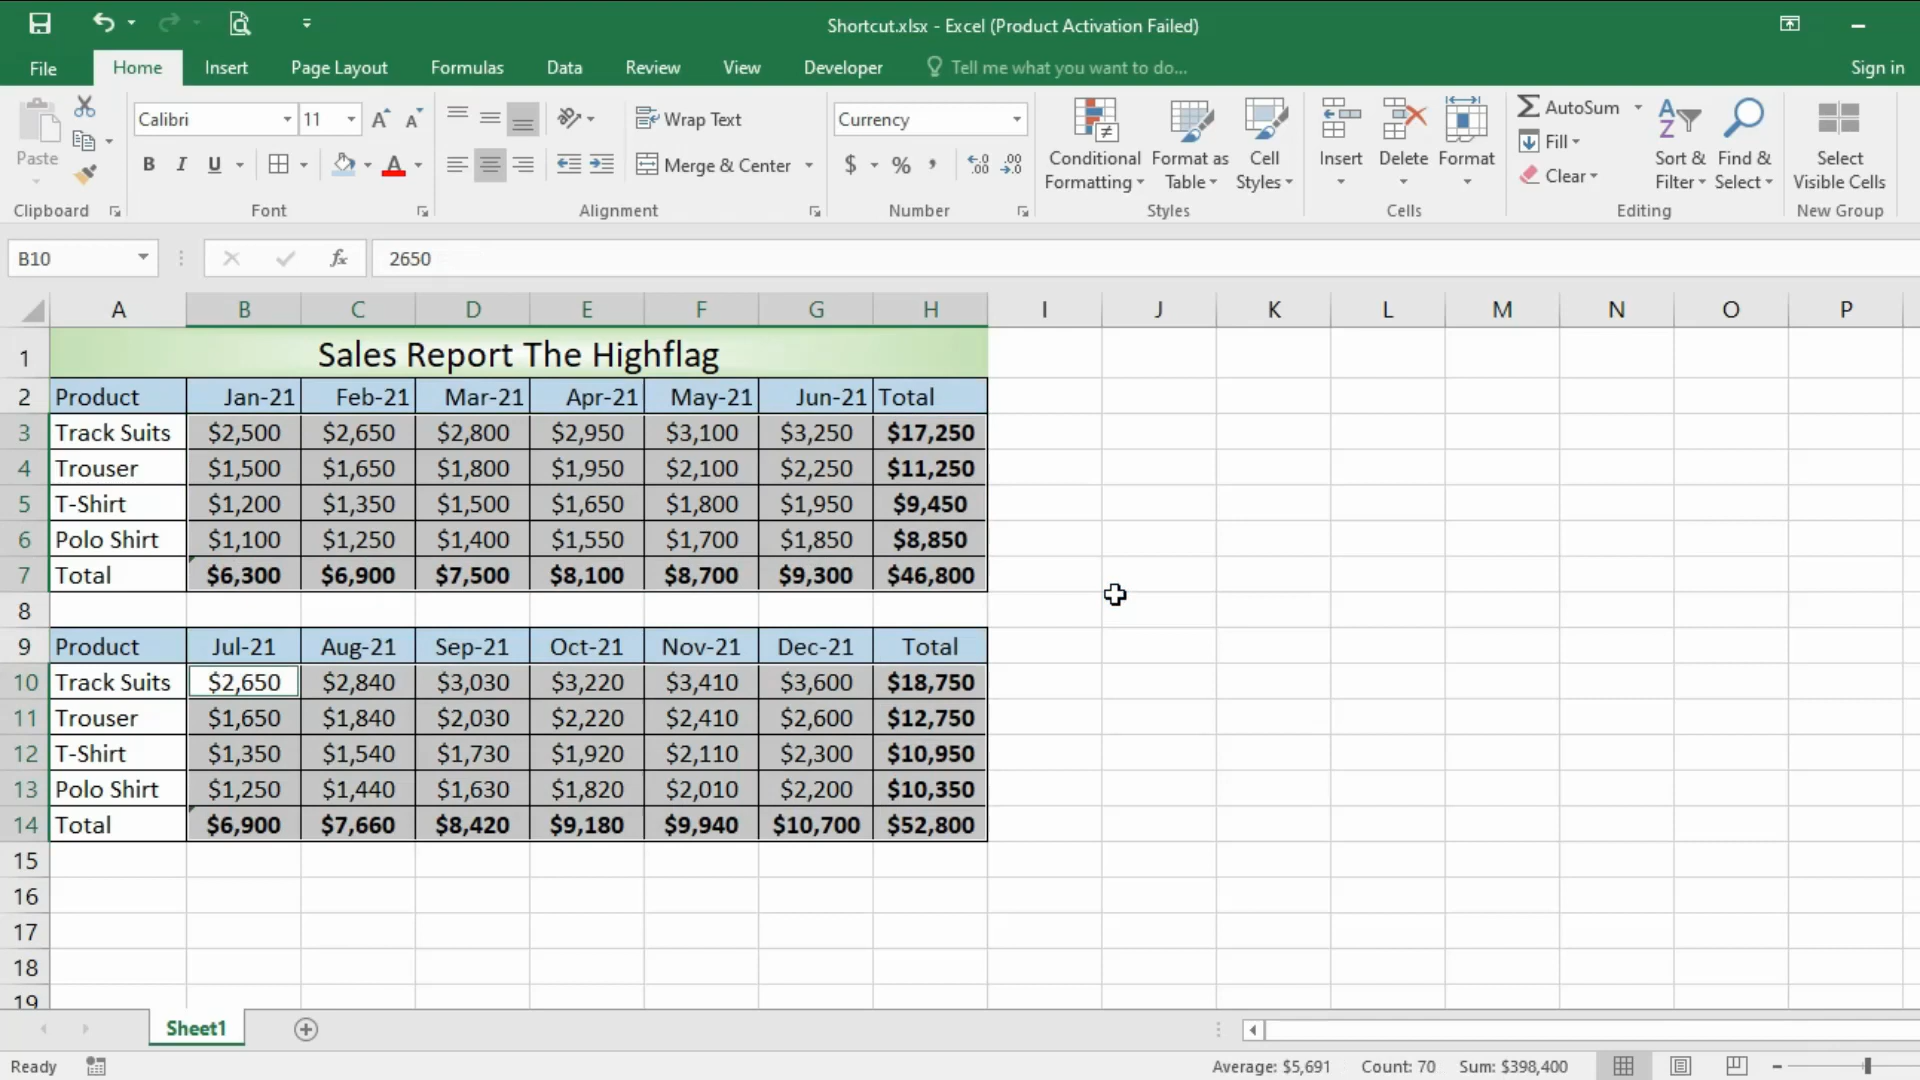 Shortcut.xlsx - Excel (Product Activation Failed)
File Home Insert Page Layout Formulas Data Review View Developer Tell me what you want to do... Sign in
Paste
Clipboard
Calibri 11
B I U A
Font
Wrap Text
Merge & Center
Alignment
Currency
$ % ,
Number
Conditional Formatting
Format as Table
Cell Styles
Styles
Insert Delete Format
Cells
AutoSum
Fill
Clear
Sort & Filter
Find & Select
Editing
Select Visible Cells
New Group
B10 fx 2650
A B C D E F G H I J K L M N O P
1 Sales Report The Highflag
2 Product Jan-21 Feb-21 Mar-21 Apr-21 May-21 Jun-21 Total
3 Track Suits $2,500 $2,650 $2,800 $2,950 $3,100 $3,250 $17,250
4 Trouser $1,500 $1,650 $1,800 $1,950 $2,100 $2,250 $11,250
5 T-Shirt $1,200 $1,350 $1,500 $1,650 $1,800 $1,950 $9,450
6 Polo Shirt $1,100 $1,250 $1,400 $1,550 $1,700 $1,850 $8,850
7 Total $6,300 $6,900 $7,500 $8,100 $8,700 $9,300 $46,800
8
9 Product Jul-21 Aug-21 Sep-21 Oct-21 Nov-21 Dec-21 Total
10 Track Suits $2,650 $2,840 $3,030 $3,220 $3,410 $3,600 $18,750
11 Trouser $1,650 $1,840 $2,030 $2,220 $2,410 $2,600 $12,750
12 T-Shirt $1,350 $1,540 $1,730 $1,920 $2,110 $2,300 $10,950
13 Polo Shirt $1,250 $1,440 $1,630 $1,820 $2,010 $2,200 $10,350
14 Total $6,900 $7,660 $8,420 $9,180 $9,940 $10,700 $52,800
15
16
17
18
19
Sheet1
Ready Average: $5,691 Count: 70 Sum: $398,400